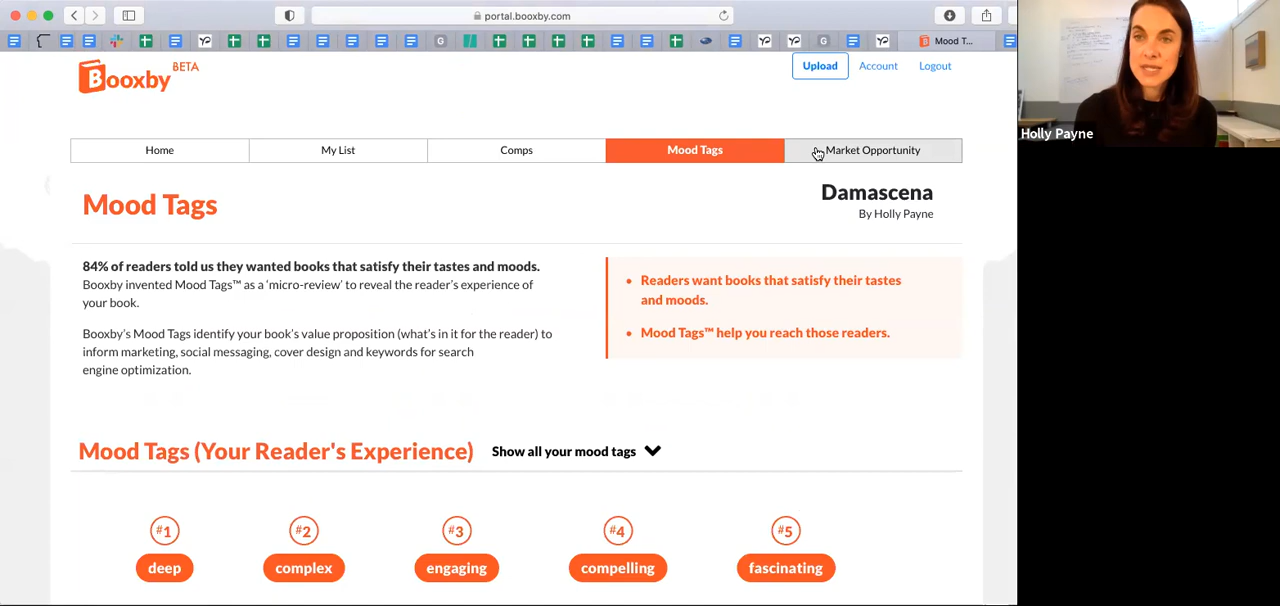 portal.booxby.com
Mood T...
Booxby BETA
Upload
Account
Logout
Holly Payne
Home
My List
Comps
Mood Tags
Market Opportunity
Mood Tags
Damascena
By Holly Payne
84% of readers told us they wanted books that satisfy their tastes and moods.
Booxby invented Mood Tags™ as a 'micro-review' to reveal the reader's experience of
your book.
Booxby's Mood Tags identify your book's value proposition (what's in it for the reader) to
inform marketing, social messaging, cover design and keywords for search
engine optimization.
• Readers want books that satisfy their tastes
and moods.
• Mood Tags™ help you reach those readers.
Mood Tags (Your Reader's Experience)
Show all your mood tags
#1
#2
#3
#4
#5
deep
complex
engaging
compelling
fascinating